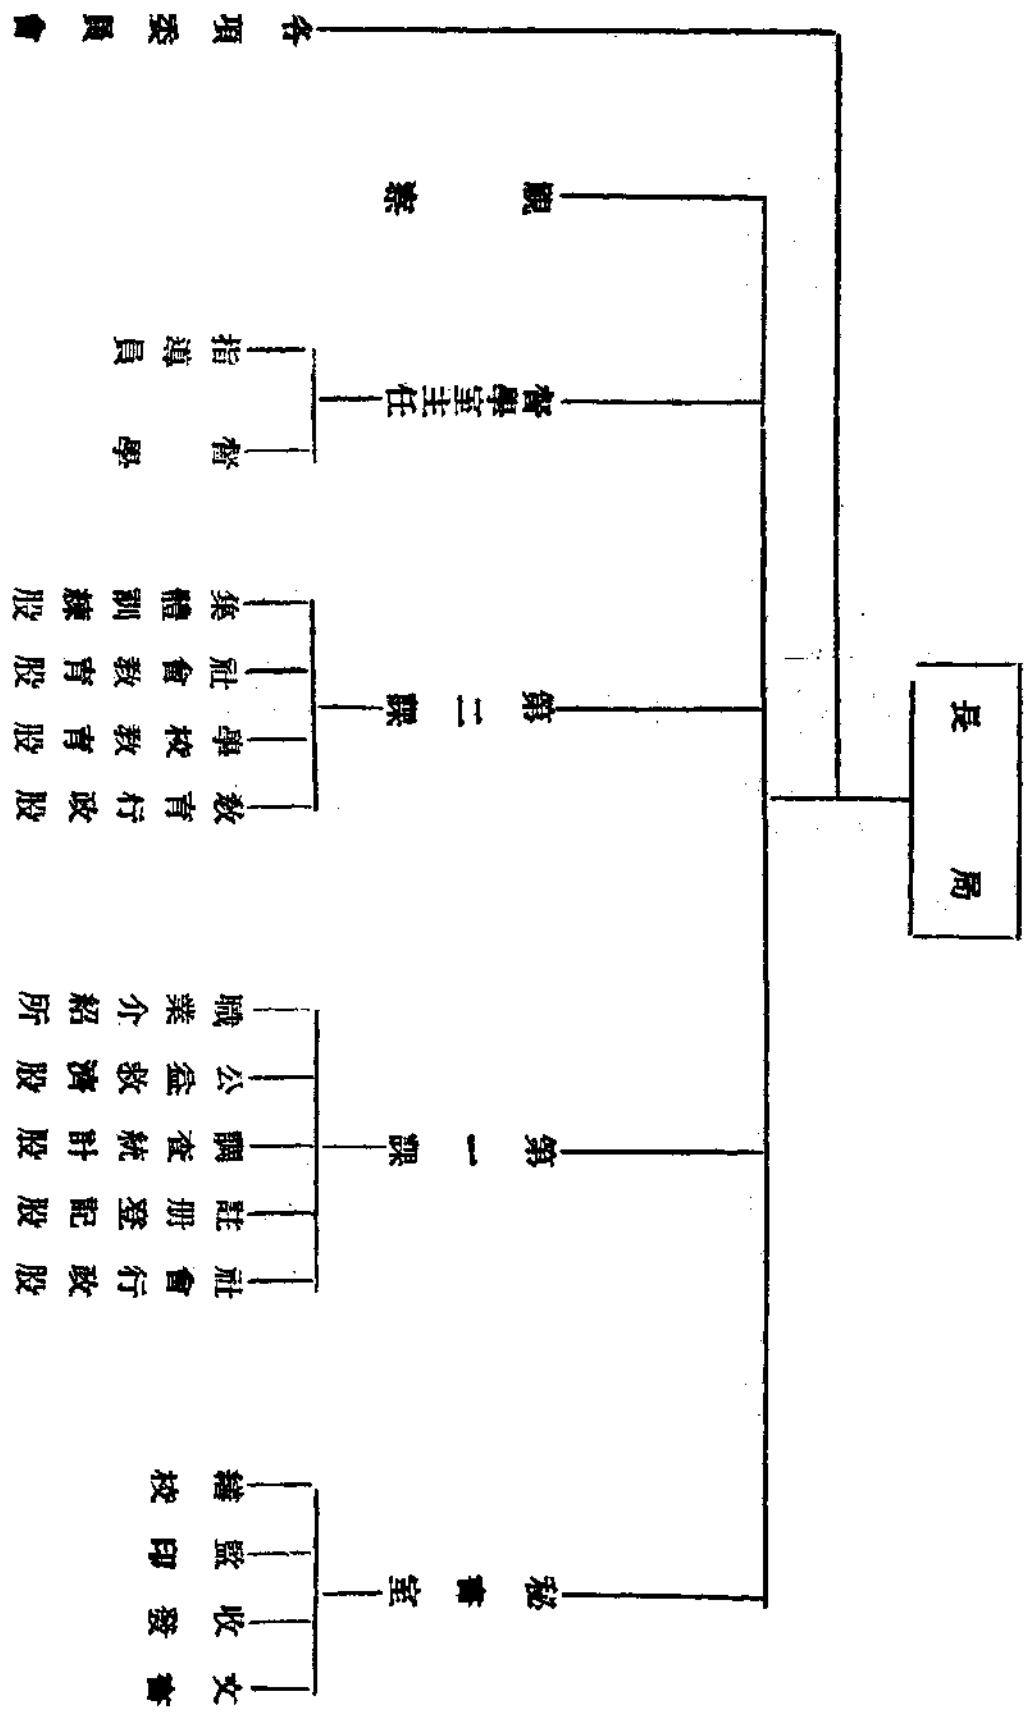 局長
秘書室
文書
收發
監印
繕校
第一課
社會行政股
註册登記股
調查統計股
公益救濟股
職業介紹所
第二課
教育行政股
學校教育股
社會教育股
集體訓練股
督學室主任
督學
指導員
視察
各項委員會